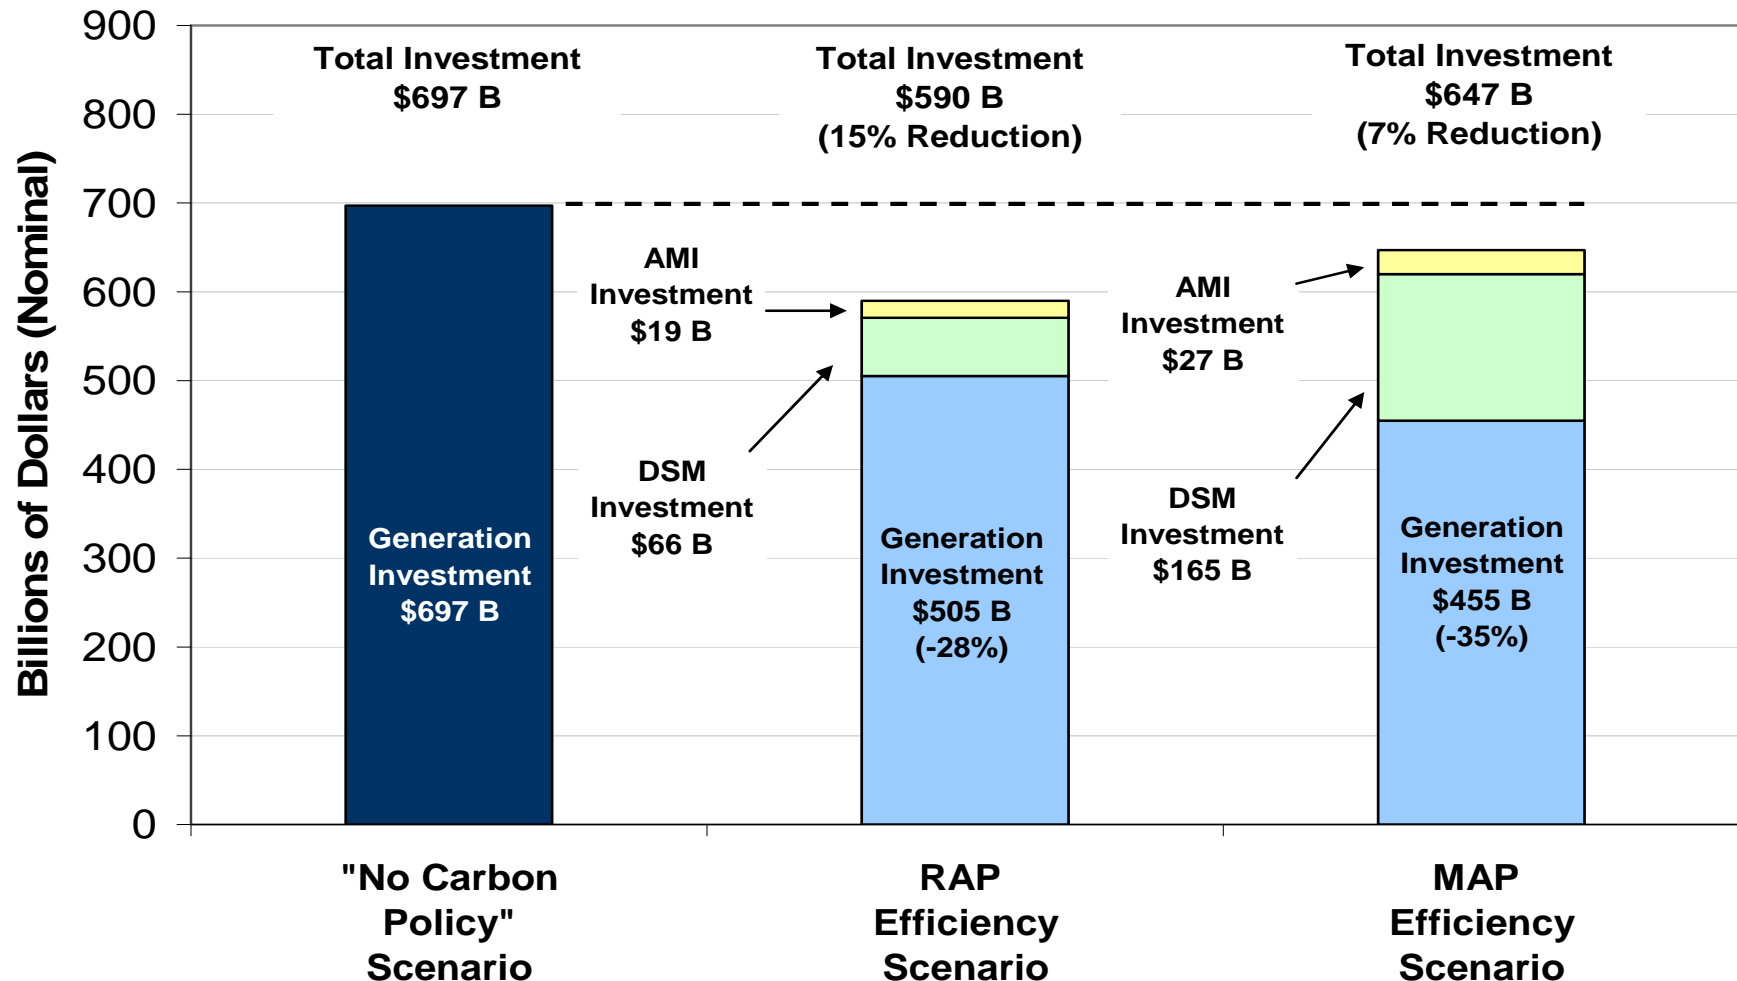 Billions of Dollars (Nominal)
900
800
700
600
500
400
300
200
100
0
Total Investment
$697 B
Total Investment
$590 B
(15% Reduction)
Total Investment
$647 B
(7% Reduction)
Generation
Investment
$697 B
AMI
Investment
$19 B
DSM
Investment
$66 B
Generation
Investment
$505 B
(-28%)
AMI
Investment
$27 B
DSM
Investment
$165 B
Generation
Investment
$455 B
(-35%)
"No Carbon
Policy"
Scenario
RAP
Efficiency
Scenario
MAP
Efficiency
Scenario